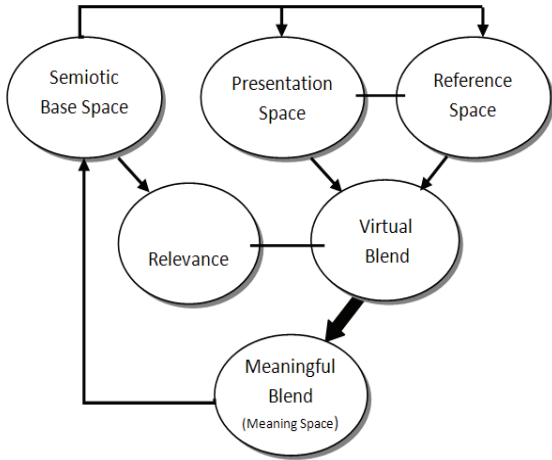 Semiotic
Base Space
Presentation
Space
Reference
Space
Relevance
Virtual
Blend
Meaningful
Blend
(Meaning Space)